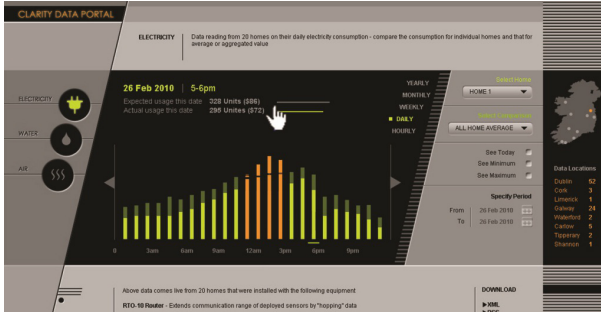 CLARITY DATA PORTAL
ELECTRICITY
Data reading from 20 homes on their daily electricity consumption - compare the consumption for individual homes and that for
average or aggregated value
26 Feb 2010 | 5-6pm
Expected usage this date 328 Units ($86)
Actual usage this date 295 Unites ($72)
ELECTRICITY
WATER
AIR
YEARLY
MONTHLY
WEEKLY
DAILY
HOURLY
Select Home
HOME 1
ALL HOME AVERAGE
See Today
See Minimum
See Maximum
Specify Period
From 26 Feb 2010
To 26 Feb 2010
Data Locations
Dublin 52
Cork 3
Limerick 1
Galway 24
Waterford 2
Carlow 5
Tipperary 2
Shannon 1
0 3am 6am 9am 12am 3pm 6pm 9pm
Above data comes live from 20 homes that were installed with the following equipment
RTO-10 Router - Extends communication range of deployed sensors by "hopping" data
DOWNLOAD
XML